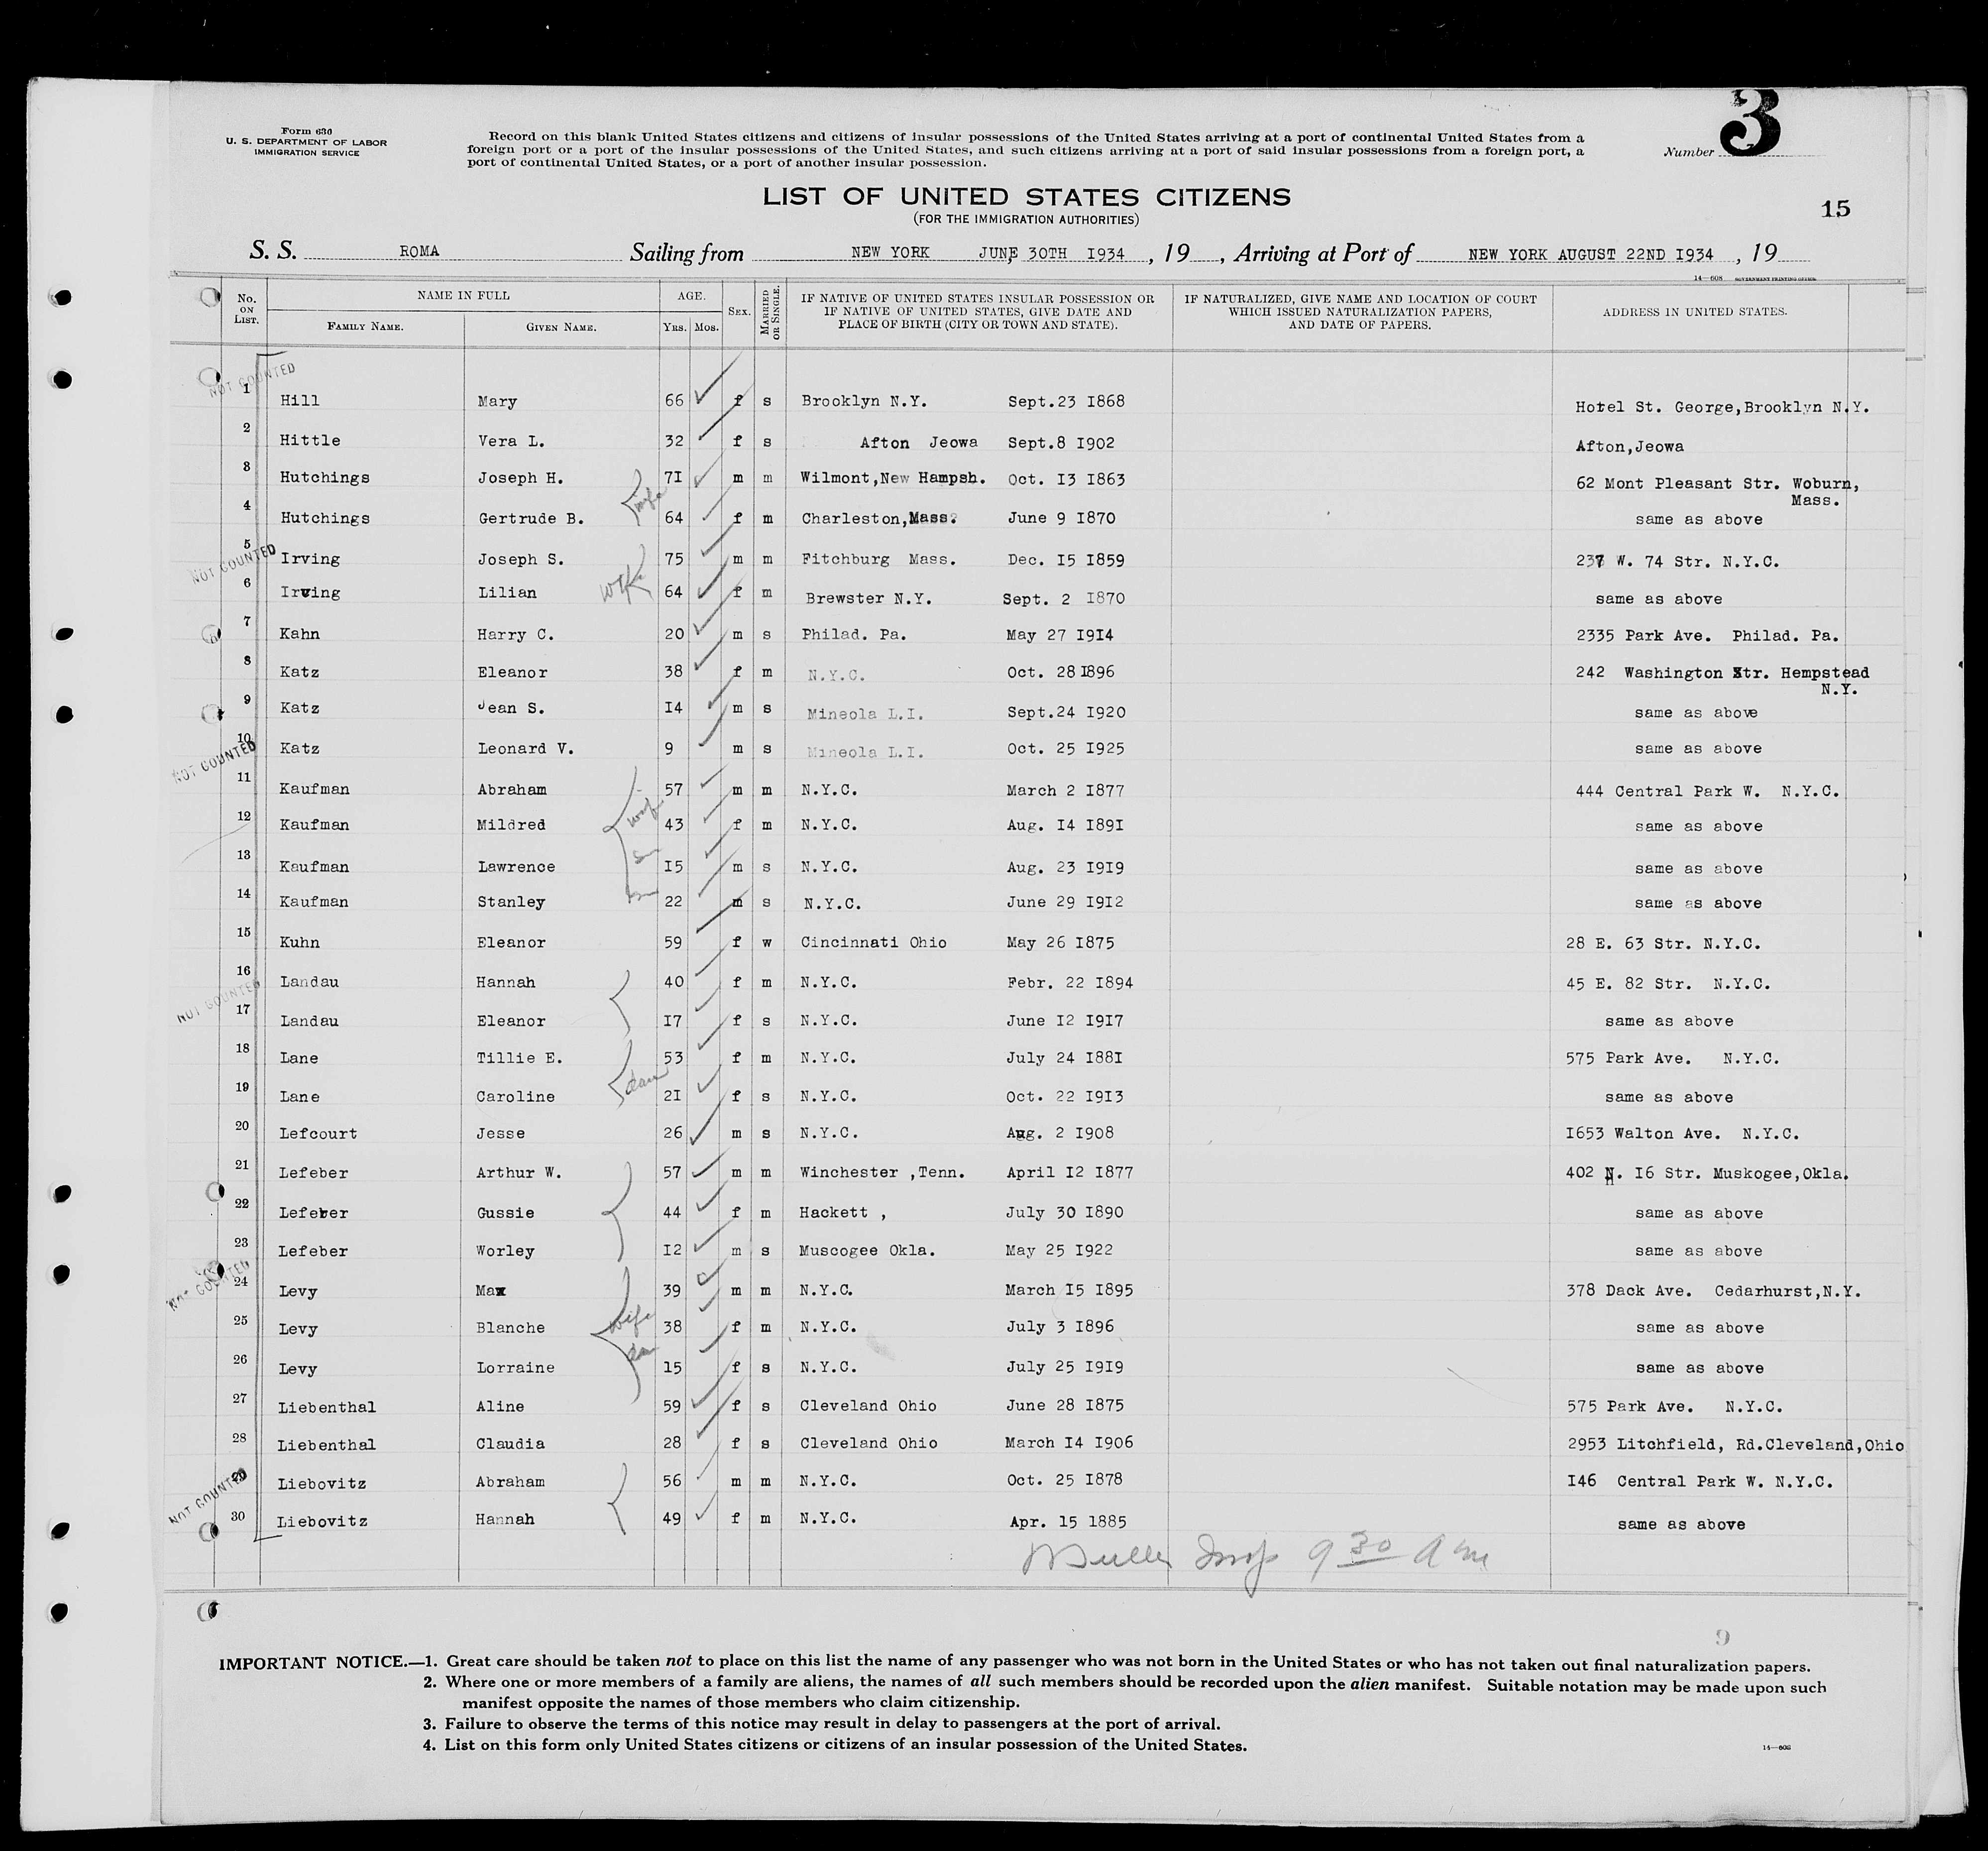 Form 630
U. S. DEPARTMENT OF LABOR
IMMIGRATION SERVICE
Record on this blank United States citizens and citizens of insular possessions of the United States arriving at a port of continental United States from a
foreign port or a port of the insular possessions of the United States, and such citizens arriving at a port of said insular possessions from a foreign port, a
port of continental United States, or a port of another insular possession.
Number 3
LIST OF UNITED STATES CITIZENS
(FOR THE IMMIGRATION AUTHORITIES)
15
S. S. ROMA Sailing from NEW YORK JUNE 30TH 1934 , 19 , Arriving at Port of NEW YORK AUGUST 22ND 1934 , 19
14—608 GOVERNMENT PRINTING OFFICE
No. ON LIST. NAME IN FULL AGE. SEX. MARRIED OR SINGLE. IF NATIVE OF UNITED STATES INSULAR POSSESSION OR IF NATIVE OF UNITED STATES, GIVE DATE AND PLACE OF BIRTH (CITY OR TOWN AND STATE). IF NATURALIZED, GIVE NAME AND LOCATION OF COURT WHICH ISSUED NATURALIZATION PAPERS, AND DATE OF PAPERS. ADDRESS IN UNITED STATES.
FAMILY NAME. GIVEN NAME. YRS. MOS.
NOT COUNTED
1 Hill Mary 66 f s Brooklyn N.Y. Sept.23 1868 Hotel St. George,Brooklyn N.Y.
2 Hittle Vera L. 32 f s Afton Jeowa Sept.8 1902 Afton,Jeowa
3 Hutchings Joseph H. 71 m m Wilmont,New Hampsh. Oct. 13 1863 62 Mont Pleasant Str. Woburn,
Mass.
4 Hutchings Gertrude B. wife 64 f m Charleston,Mass. June 9 1870 same as above
NOT COUNTED
5 Irving Joseph S. 75 m m Fitchburg Mass. Dec. 15 1859 237 W. 74 Str. N.Y.C.
6 Irving Lilian 64 f m Brewster N.Y. Sept. 2 1870 same as above
7 Kahn Harry C. 20 m s Philad. Pa. May 27 1914 2335 Park Ave. Philad. Pa.
8 Katz Eleanor 38 f m N.Y.C. Oct. 28 1896 242 Washington Str. Hempstead
N.Y.
9 Katz Jean S. 14 m s Mineola L.I. Sept.24 1920 same as above
10 Katz Leonard V. 9 m s Mineola L.I. Oct. 25 1925 same as above
NOT COUNTED
11 Kaufman Abraham 57 m m N.Y.C. March 2 1877 444 Central Park W. N.Y.C.
12 Kaufman Mildred wife 43 f m N.Y.C. Aug. 14 1891 same as above
13 Kaufman Lawrence son 15 m s N.Y.C. Aug. 23 1919 same as above
14 Kaufman Stanley son 22 m s N.Y.C. June 29 1912 same as above
15 Kuhn Eleanor 59 f w Cincinnati Ohio May 26 1875 28 E. 63 Str. N.Y.C.
16 Landau Hannah 40 f m N.Y.C. Febr. 22 1894 45 E. 82 Str. N.Y.C.
NOT COUNTED
17 Landau Eleanor 17 f s N.Y.C. June 12 1917 same as above
18 Lane Tillie E. 53 f m N.Y.C. July 24 1881 575 Park Ave. N.Y.C.
19 Lane Caroline dau 21 f s N.Y.C. Oct. 22 1913 same as above
20 Lefcourt Jesse 26 m s N.Y.C. Aug. 2 1908 1653 Walton Ave. N.Y.C.
21 Lefeber Arthur W. 57 m m Winchester ,Tenn. April 12 1877 402 N. 16 Str. Muskogee,Okla.
22 Lefeber Gussie 44 f m Hackett , July 30 1890 same as above
23 Lefeber Worley 12 m s Muscogee Okla. May 25 1922 same as above
NOT COUNTED
24 Levy Max 39 m m N.Y.C. March 15 1895 378 Dack Ave. Cedarhurst,N.Y.
25 Levy Blanche wife 38 f m N.Y.C. July 3 1896 same as above
26 Levy Lorraine dau 15 f s N.Y.C. July 25 1919 same as above
27 Liebenthal Aline 59 f s Cleveland Ohio June 28 1875 575 Park Ave. N.Y.C.
28 Liebenthal Claudia 28 f s Cleveland Ohio March 14 1906 2953 Litchfield, Rd.Cleveland,Ohio
29 Liebovitz Abraham 56 m m N.Y.C. Oct. 25 1878 146 Central Park W. N.Y.C.
NOT COUNTED
30 Liebovitz Hannah 49 f m N.Y.C. Apr. 15 1885 same as above
Insp 9 30 am
9
IMPORTANT NOTICE.—1. Great care should be taken not to place on this list the name of any passenger who was not born in the United States or who has not taken out final naturalization papers.
2. Where one or more members of a family are aliens, the names of all such members should be recorded upon the alien manifest. Suitable notation may be made upon such
manifest opposite the names of those members who claim citizenship.
3. Failure to observe the terms of this notice may result in delay to passengers at the port of arrival.
4. List on this form only United States citizens or citizens of an insular possession of the United States.
14—608